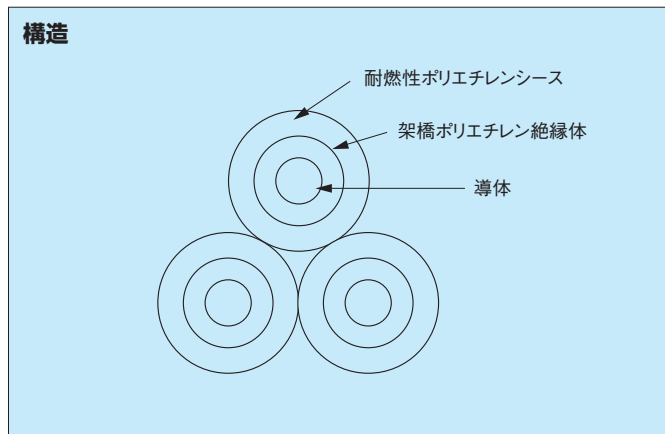 構造
耐燃性ポリエチレンシース
架橋ポリエチレン絶縁体
導体